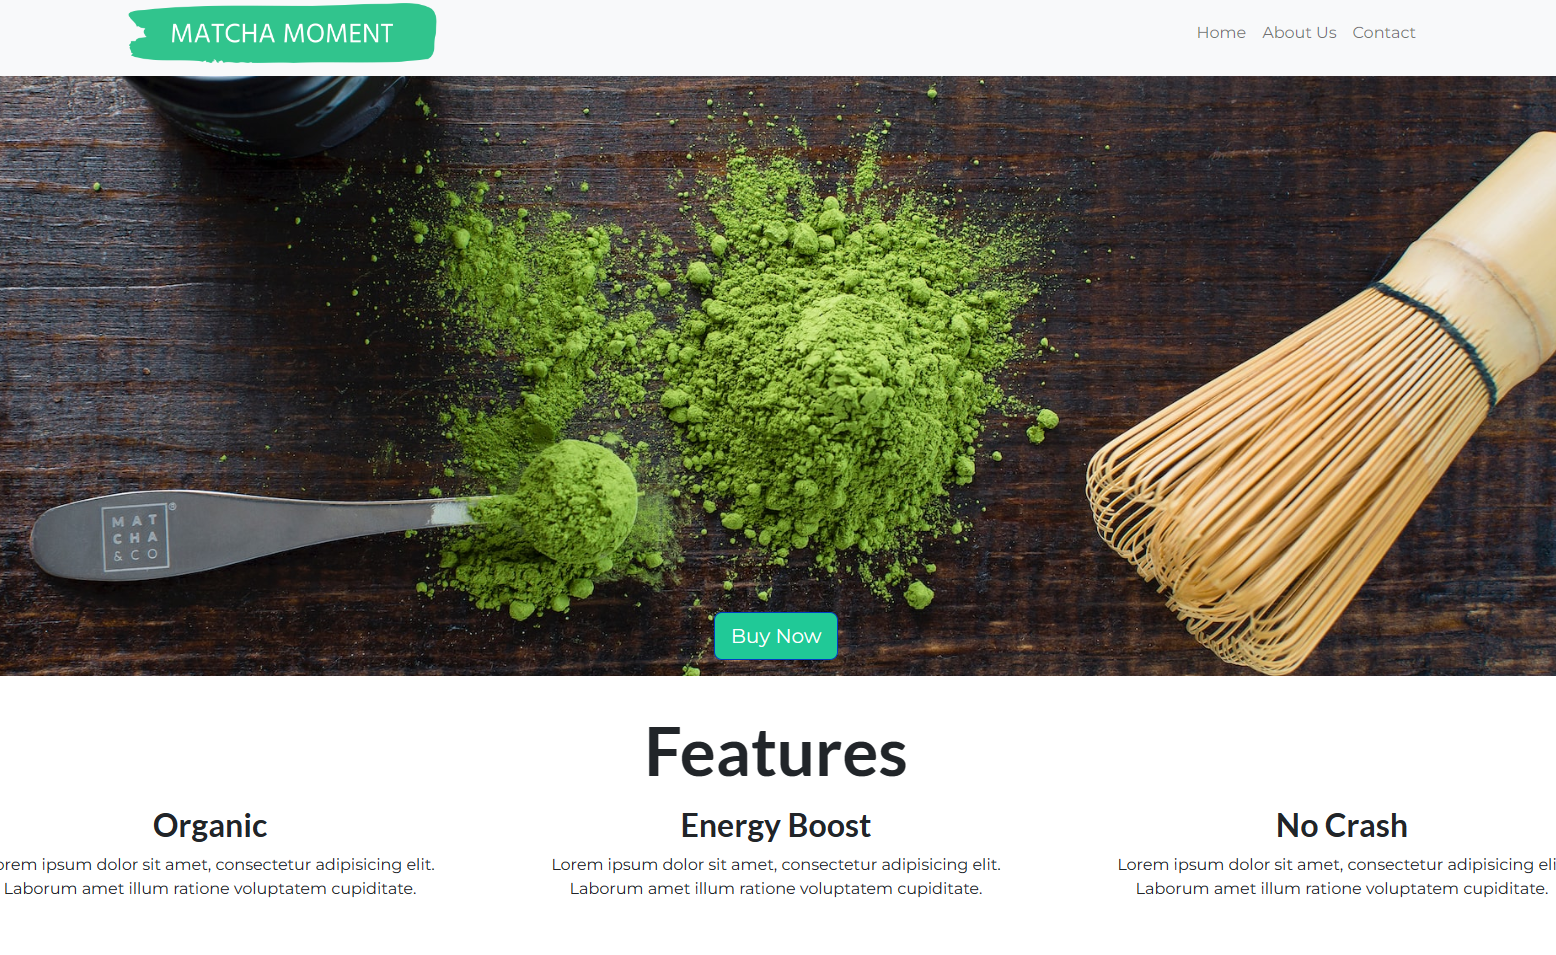 MATCHA MOMENT
Home About Us Contact
MAT
CHA
&CO
®
Buy Now
Features
Organic
orem ipsum dolor sit amet, consectetur adipisicing elit.
Laborum amet illum ratione voluptatem cupiditate.
Energy Boost
Lorem ipsum dolor sit amet, consectetur adipisicing elit.
Laborum amet illum ratione voluptatem cupiditate.
No Crash
Lorem ipsum dolor sit amet, consectetur adipisicing eli
Laborum amet illum ratione voluptatem cupiditate.